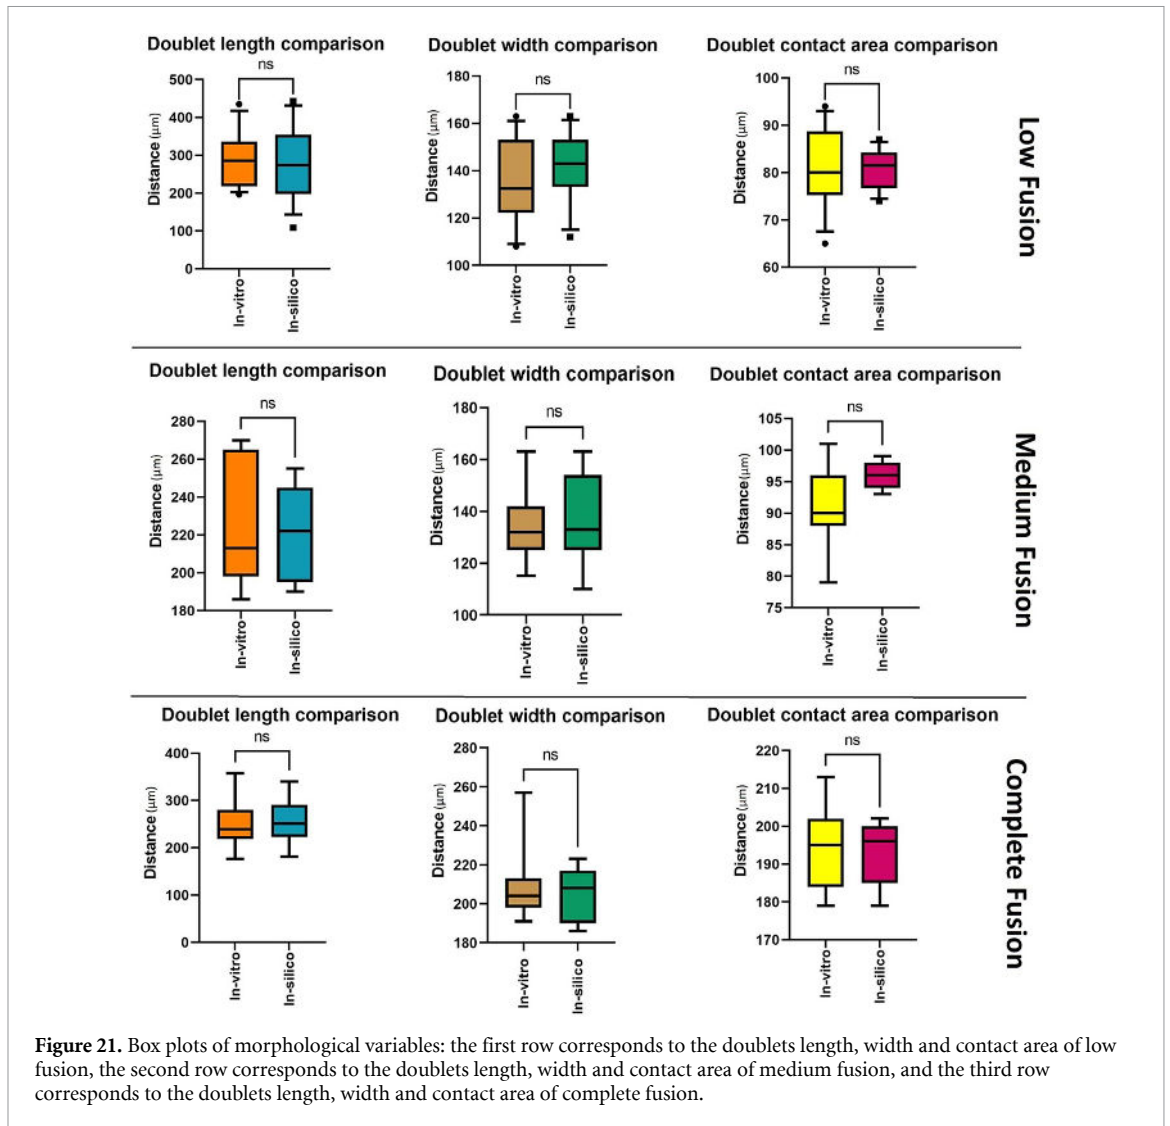 Doublet length comparison
ns
Distance (μm)
500
400
300
200
100
0
In-vitro
In-silico
Doublet width comparison
ns
Distance (μm)
180
160
140
120
100
In-vitro
In-silico
Doublet contact area comparison
ns
Distance (μm)
100
90
80
70
60
In-vitro
In-silico
Low Fusion
Doublet length comparison
ns
Distance (μm)
280
260
240
220
200
180
In-vitro
In-silico
Doublet width comparison
ns
Distance (μm)
180
160
140
120
100
In-vitro
In-silico
Doublet contact area comparison
ns
Distance (μm)
105
100
95
90
85
80
75
In-vitro
In-silico
Medium Fusion
Doublet length comparison
ns
Distance (μm)
400
300
200
100
0
In-vitro
In-silico
Doublet width comparison
ns
Distance (μm)
280
260
240
220
200
180
In-vitro
In-silico
Doublet contact area comparison
ns
Distance (μm)
220
210
200
190
180
170
In-vitro
In-silico
Complete Fusion
Figure 21. Box plots of morphological variables: the first row corresponds to the doublets length, width and contact area of low
fusion, the second row corresponds to the doublets length, width and contact area of medium fusion, and the third row
corresponds to the doublets length, width and contact area of complete fusion.